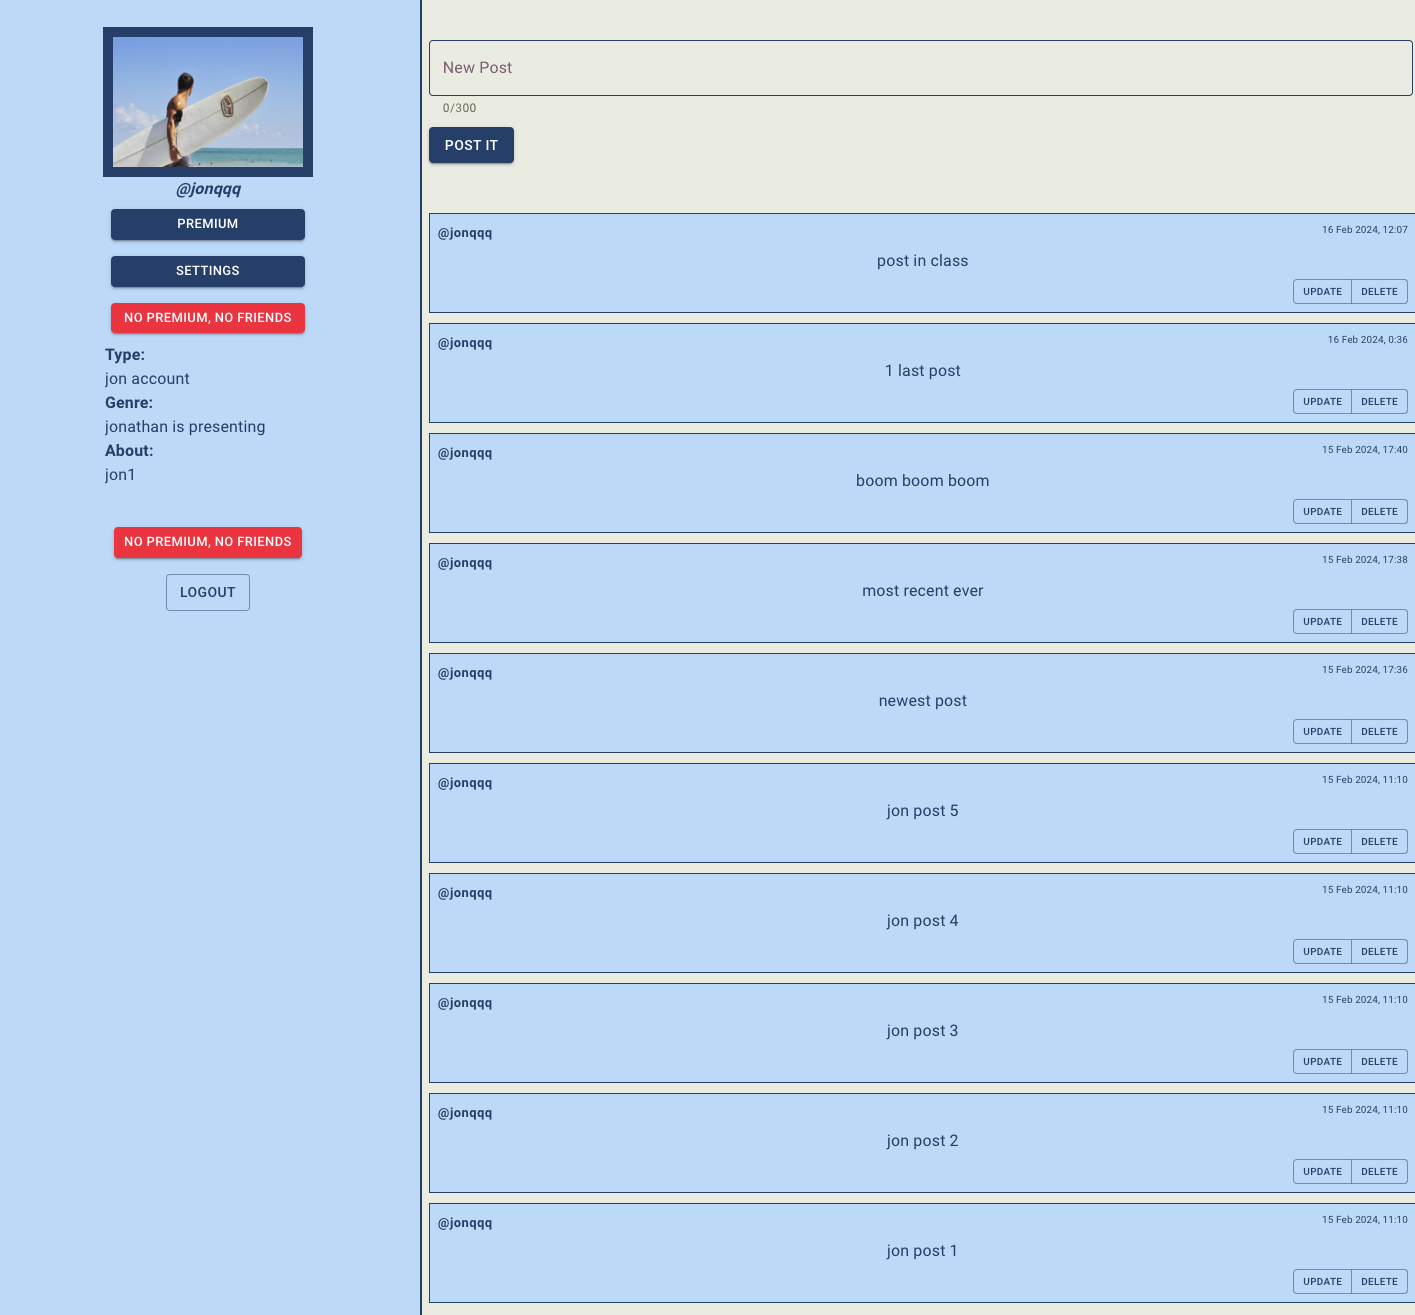 @jonqqq
PREMIUM
SETTINGS
NO PREMIUM, NO FRIENDS
Type:
jon account
Genre:
jonathan is presenting
About:
jon1
NO PREMIUM, NO FRIENDS
LOGOUT
New Post
0/300
POST IT
@jonqqq 16 Feb 2024, 12:07
post in class
UPDATE DELETE
@jonqqq 16 Feb 2024, 0:36
1 last post
UPDATE DELETE
@jonqqq 15 Feb 2024, 17:40
boom boom boom
UPDATE DELETE
@jonqqq 15 Feb 2024, 17:38
most recent ever
UPDATE DELETE
@jonqqq 15 Feb 2024, 17:36
newest post
UPDATE DELETE
@jonqqq 15 Feb 2024, 11:10
jon post 5
UPDATE DELETE
@jonqqq 15 Feb 2024, 11:10
jon post 4
UPDATE DELETE
@jonqqq 15 Feb 2024, 11:10
jon post 3
UPDATE DELETE
@jonqqq 15 Feb 2024, 11:10
jon post 2
UPDATE DELETE
@jonqqq 15 Feb 2024, 11:10
jon post 1
UPDATE DELETE